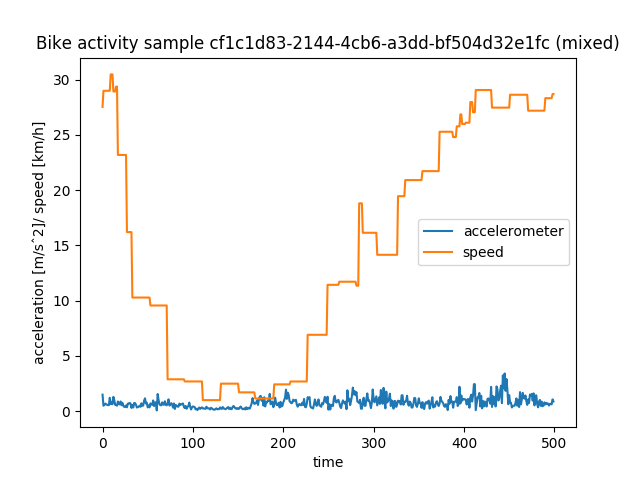 Bike activity sample cf1c1d83-2144-4cb6-a3dd-bf504d32e1fc (mixed)
acceleration [m/s^2]/ speed [km/h]
30
25
20
15
10
5
0
accelerometer
speed
0 100 200 300 400 500
time